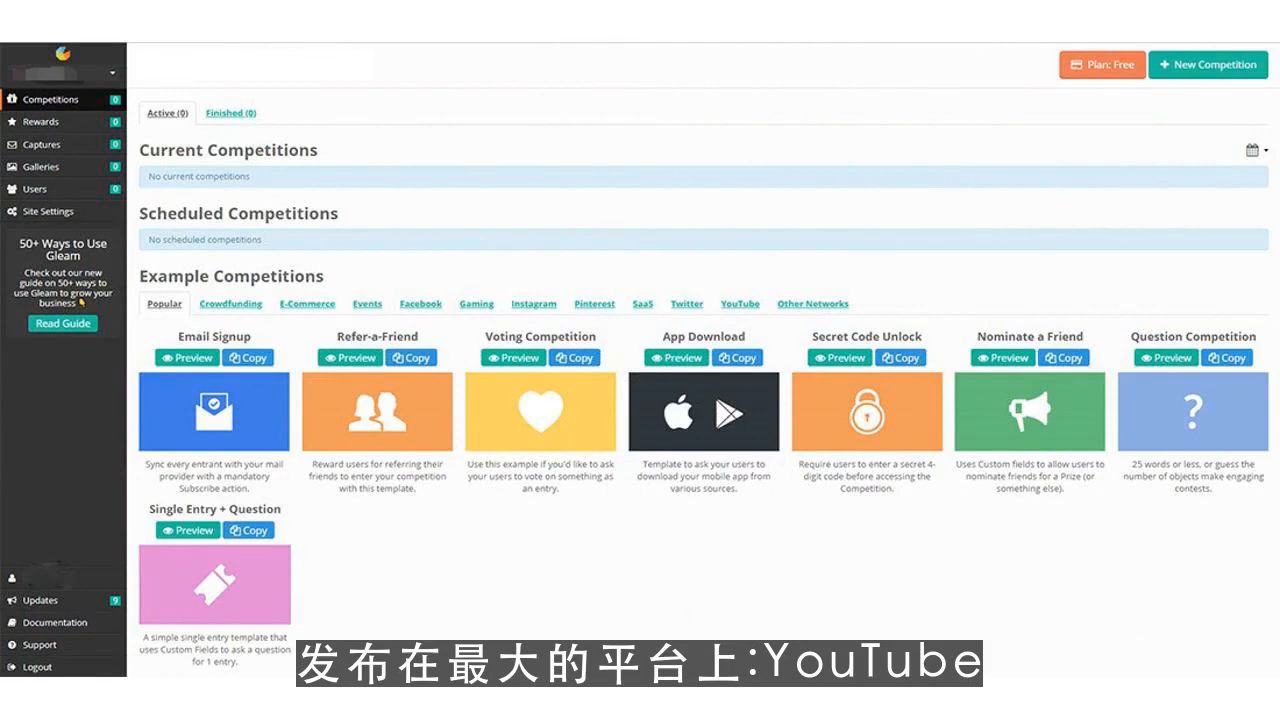 Plan: Free
New Competition
Competitions 0
Rewards 0
Captures 0
Galleries 0
Users 0
Site Settings
50+ Ways to Use
Gleam
Check out our new
guide on 50+ ways to
use Gleam to grow your
business
Read Guide
Updates 9
Documentation
Support
Logout
Active (0) Finished (0)
Current Competitions
No current competitions
Scheduled Competitions
No scheduled competitions
Example Competitions
Popular Crowdfunding E-Commerce Events Facebook Gaming Instagram Pinterest SaaS Twitter YouTube Other Networks
Email Signup
Preview Copy
Sync every entrant with your mail
provider with a mandatory
Subscribe action.
Refer-a-Friend
Preview Copy
Reward users for referring their
friends to enter your competition
with this template.
Voting Competition
Preview Copy
Use this example if you'd like to ask
your users to vote on something as
an entry.
App Download
Preview Copy
Template to ask your users to
download your mobile app from
various sources.
Secret Code Unlock
Preview Copy
Require users to enter a secret 4-
digit code before accessing the
Competition.
Nominate a Friend
Preview Copy
Uses Custom fields to allow users to
nominate friends for a Prize (or
something else).
Question Competition
Preview Copy
?
25 words or less, or guess the
number of objects make engaging
contests.
Single Entry + Question
Preview Copy
A simple single entry template that
uses Custom Fields to ask a question
for 1 entry.
发布在最大的平台上:YouTube